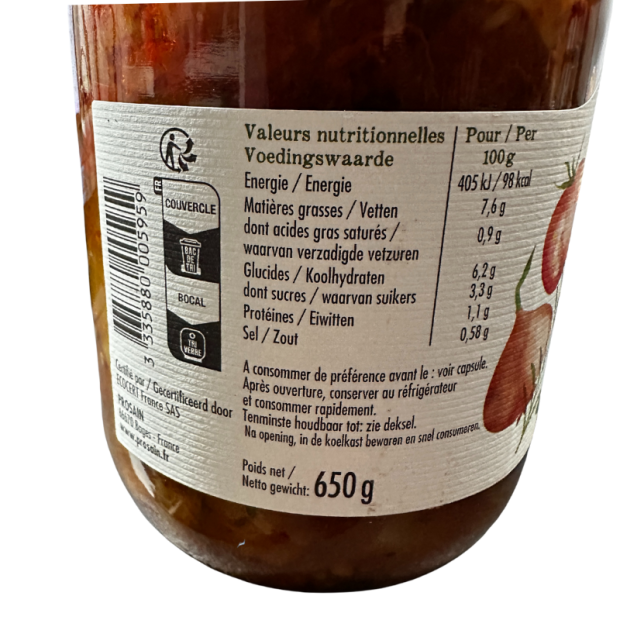 FR
COUVERCLE
BAC
DE
TRI
BOCAL
TRI
VERRE
3 335880 005959
Valeurs nutritionnelles
Voedingswaarde
Pour / Per
100g
Energie / Energie 405 kJ / 98 kcal
Matières grasses / Vetten 7,6 g
dont acides gras saturés /
waarvan verzadigde vetzuren 0,9 g
Glucides / Koolhydraten 6,2 g
dont sucres / waarvan suikers 3,3 g
Protéines / Eiwitten 1,1 g
Sel / Zout 0,58 g
A consommer de préférence avant le : voir capsule.
Après ouverture, conserver au réfrigérateur
et consommer rapidement.
Tenminste houdbaar tot: zie deksel.
Na opening, in de koelkast bewaren en snel consumeren.
Certifié par / Gecertificeerd door
ECOCERT France SAS
PROSAIN
66670 Bages - France
www.prosain.fr
Poids net /
Netto gewicht: 650 g